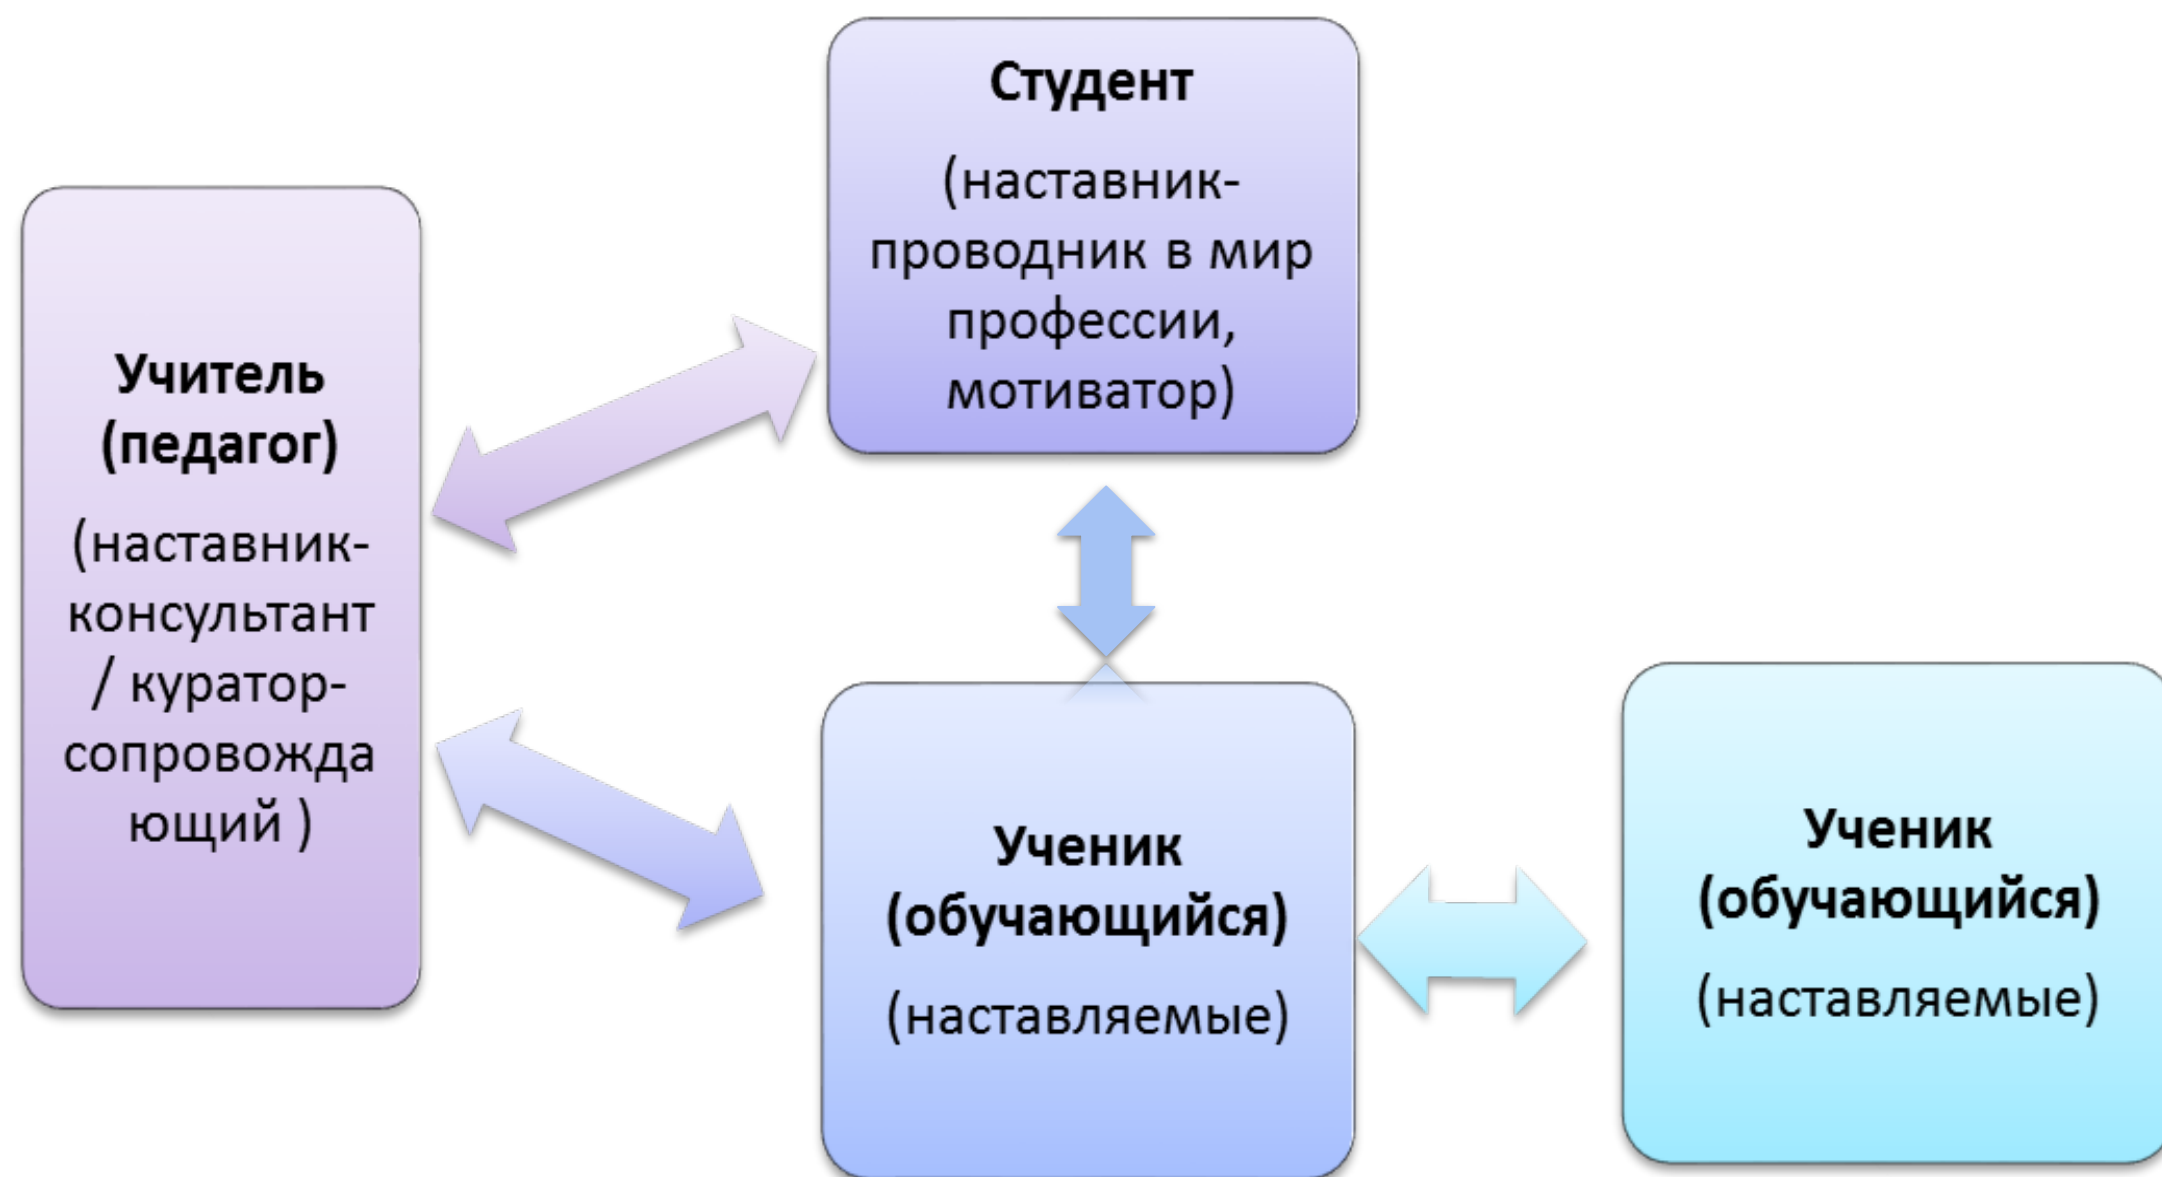 Студент
(наставник-
проводник в мир
профессии,
мотиватор)
Учитель
(педагог)
(наставник-
консультант
/ куратор-
сопровожда
ющий )
Ученик
(обучающийся)
(наставляемые)
Ученик
(обучающийся)
(наставляемые)